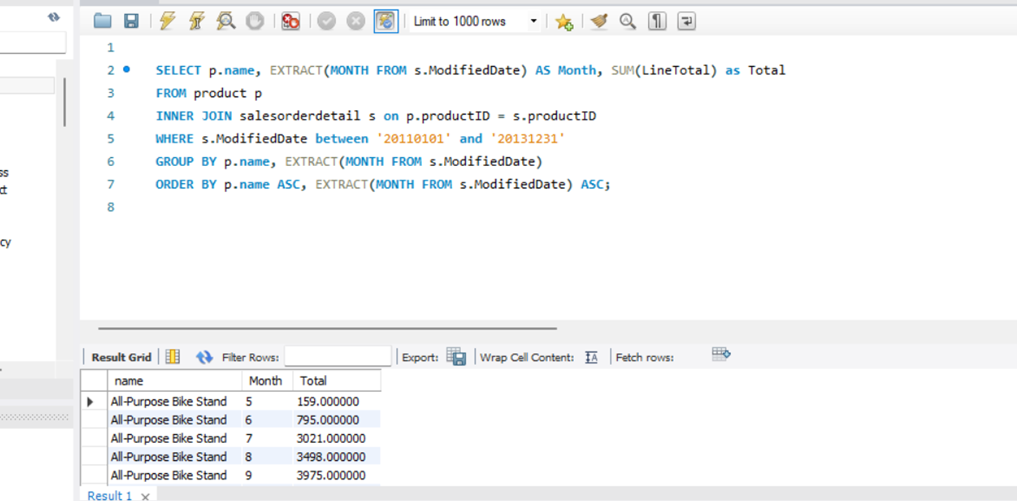 Limit to 1000 rows
1
2 SELECT p.name, EXTRACT(MONTH FROM s.ModifiedDate) AS Month, SUM(LineTotal) as Total
3 FROM product p
4 INNER JOIN salesorderdetail s on p.productID = s.productID
5 WHERE s.ModifiedDate between '20110101' and '20131231'
6 GROUP BY p.name, EXTRACT(MONTH FROM s.ModifiedDate)
7 ORDER BY p.name ASC, EXTRACT(MONTH FROM s.ModifiedDate) ASC;
8
ss
ct
cy
Result Grid Filter Rows: Export: Wrap Cell Content: Fetch rows:
name Month Total
All-Purpose Bike Stand 5 159.000000
All-Purpose Bike Stand 6 795.000000
All-Purpose Bike Stand 7 3021.000000
All-Purpose Bike Stand 8 3498.000000
All-Purpose Bike Stand 9 3975.000000
Result 1